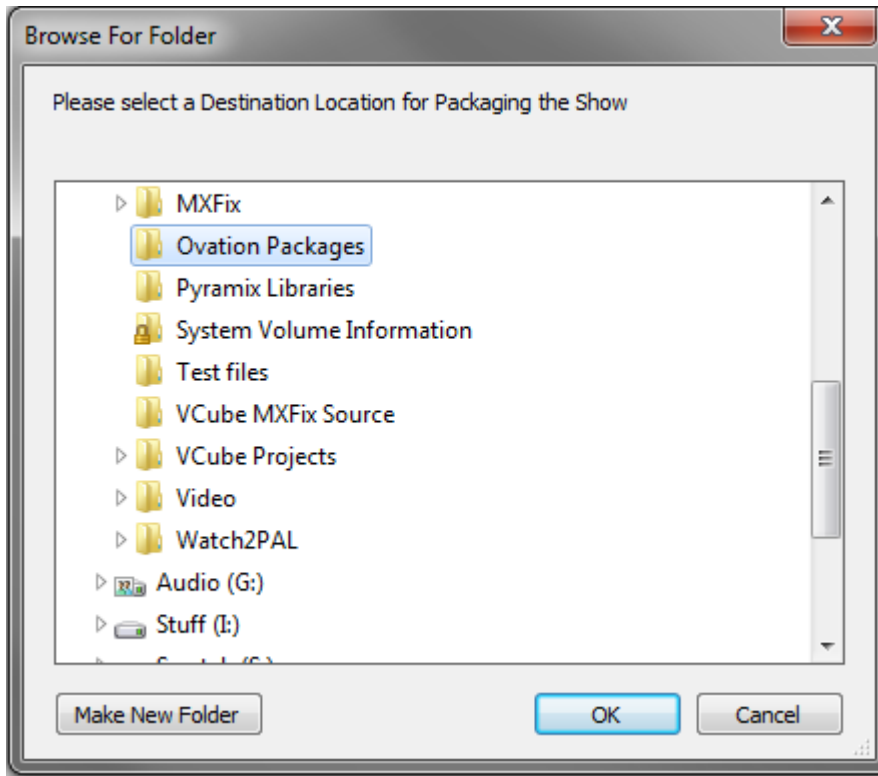 Browse For Folder
Please select a Destination Location for Packaging the Show
MXFix
Ovation Packages
Pyramix Libraries
System Volume Information
Test files
VCube MXFix Source
VCube Projects
Video
Watch2PAL
Audio (G:)
Stuff (I:)
Make New Folder
OK
Cancel